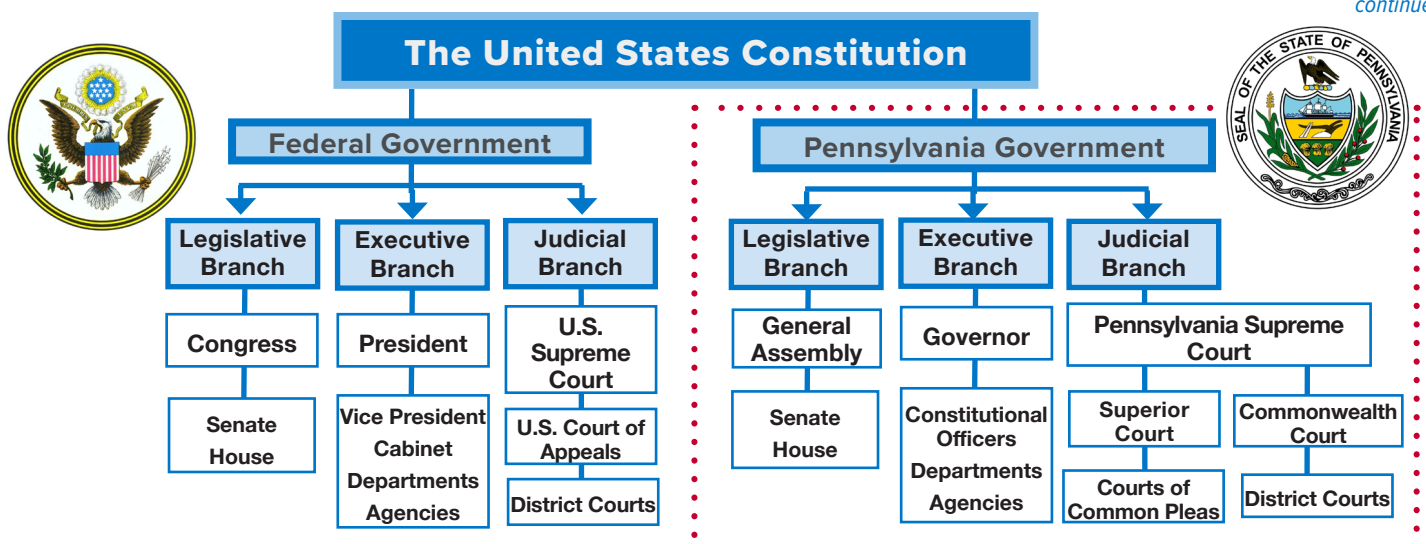 continue
The United States Constitution
SEAL OF THE STATE OF PENNSYLVANIA
Federal Government
Pennsylvania Government
Legislative
Branch
Executive
Branch
Judicial
Branch
Legislative
Branch
Executive
Branch
Judicial
Branch
Congress
President
U.S.
Supreme
Court
General
Assembly
Governor
Pennsylvania Supreme
Court
Senate
House
Vice President
Cabinet
Departments
Agencies
U.S. Court of
Appeals
District Courts
Senate
House
Constitutional
Officers
Departments
Agencies
Superior
Court
Commonwealth
Court
Courts of
Common Pleas
District Courts